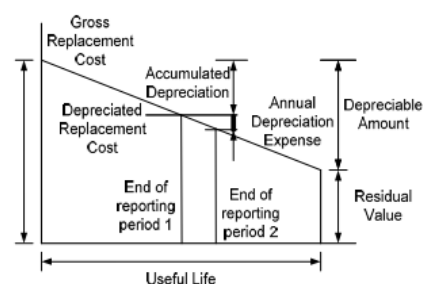 Gross
Replacement
Cost
Accumulated
Depreciation
Depreciated
Replacement
Cost
Annual
Depreciation
Expense
Depreciable
Amount
End of
reporting
period 1
End of
reporting
period 2
Residual
Value
Useful Life